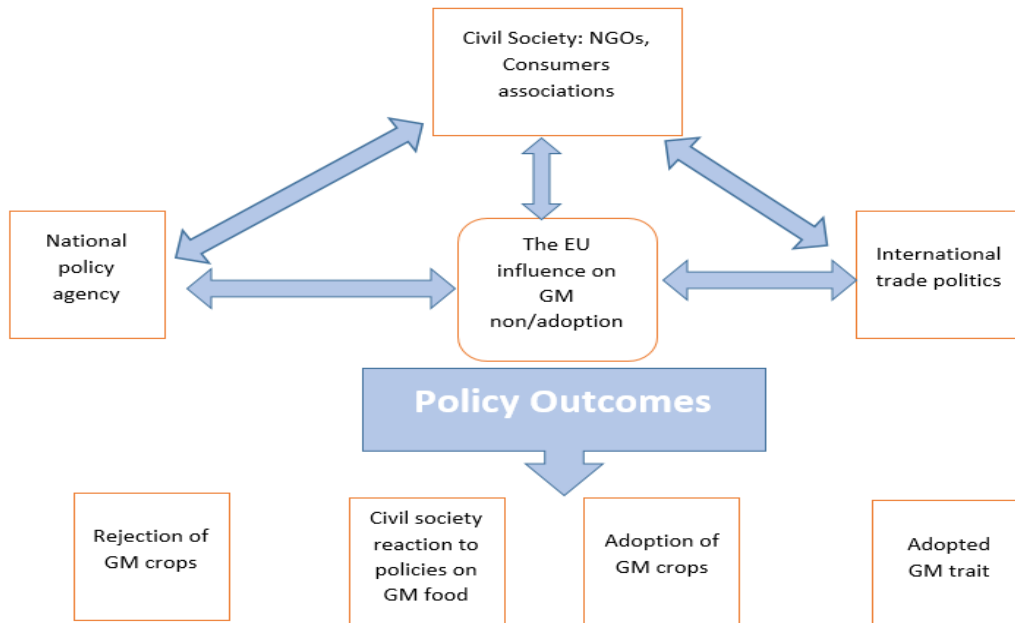 Civil Society: NGOs,
Consumers
associations
National
policy
agency
The EU
influence on
GM
non/adoption
International
trade politics
Policy Outcomes
Rejection of
GM crops
Civil society
reaction to
policies on
GM food
Adoption of
GM crops
Adopted
GM trait